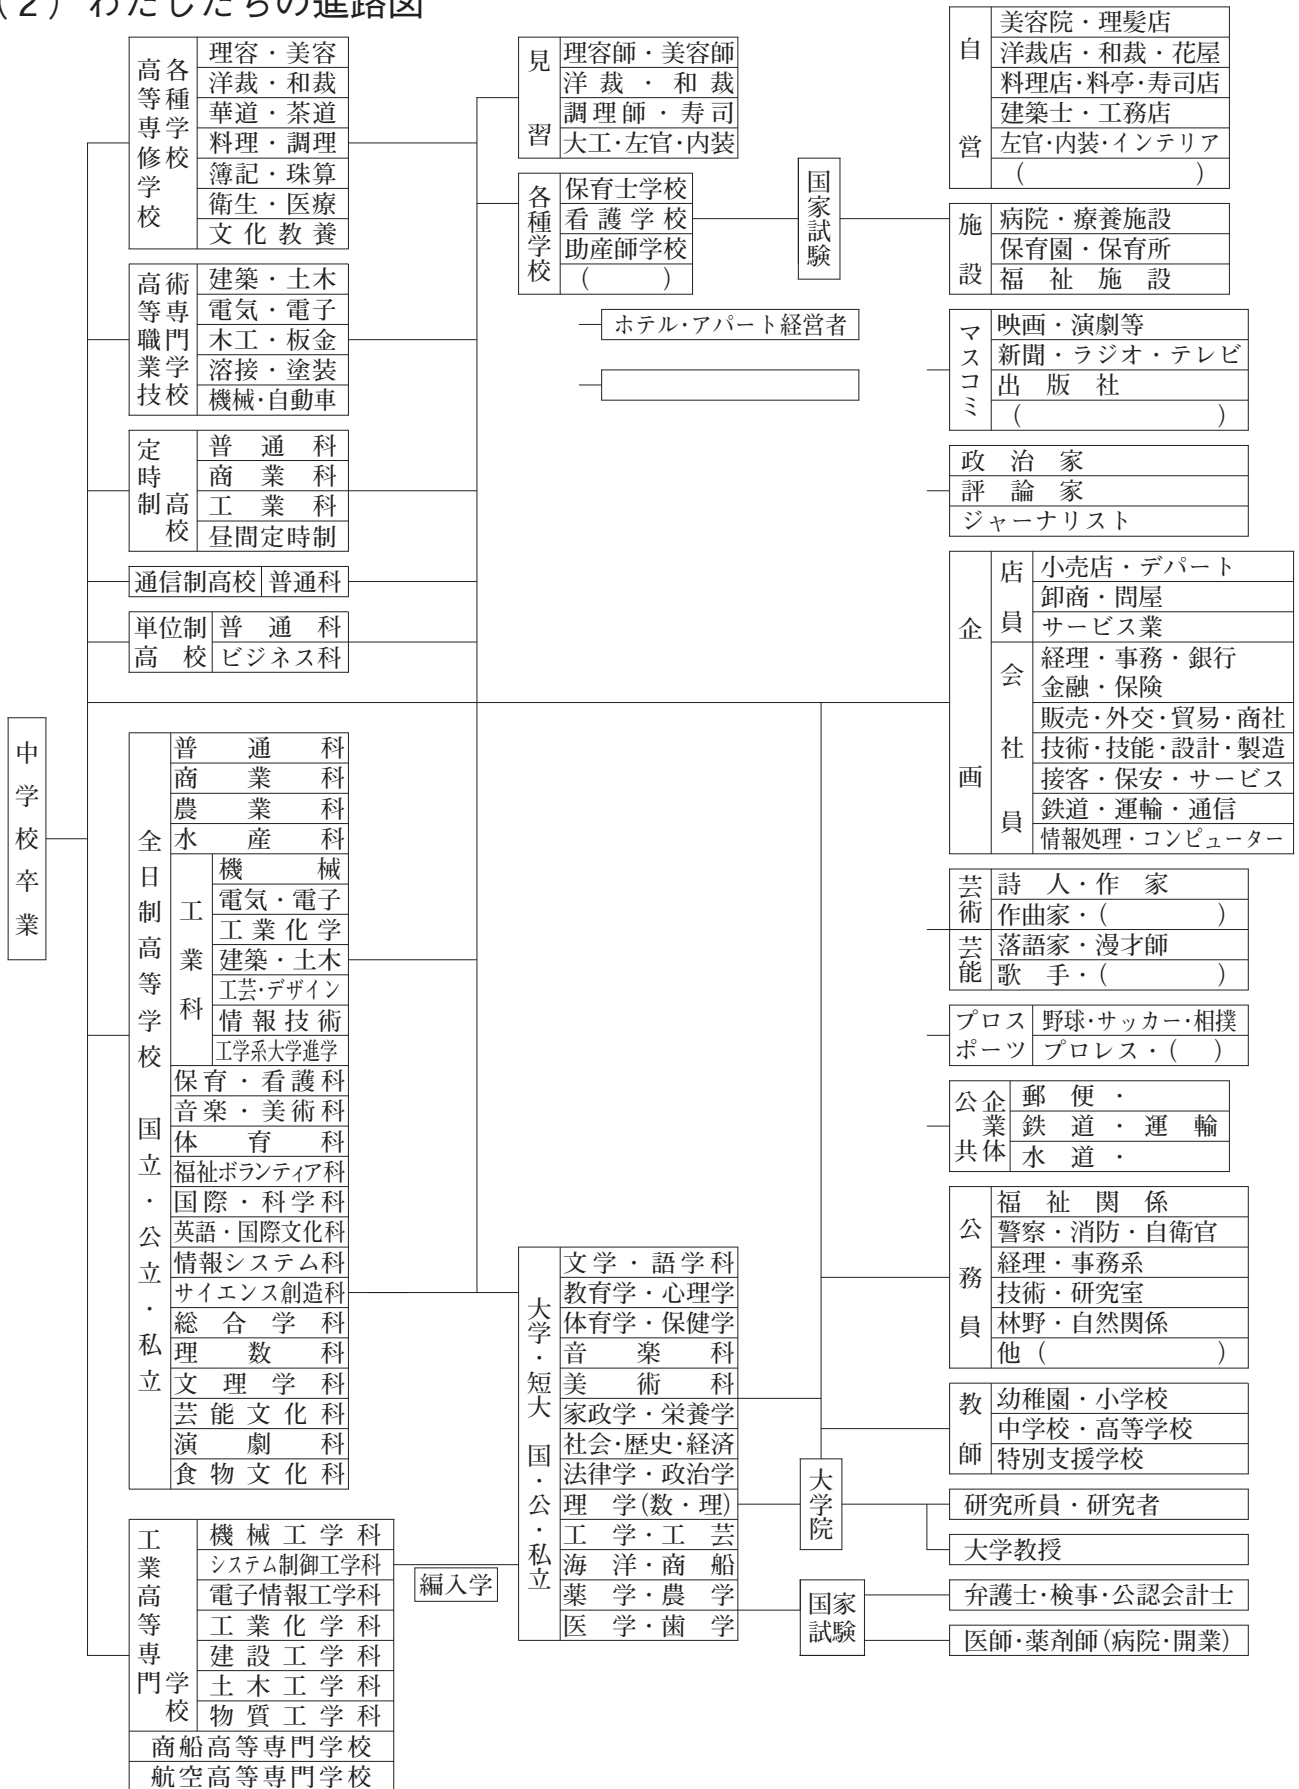 （2）わたしたちの進路図
中学校卒業
各種学校
高等専修学校
理容・美容
洋裁・和裁
華道・茶道
料理・調理
簿記・珠算
衛生・医療
文化教養
高等職業技
術専門学校
建築・土木
電気・電子
木工・板金
溶接・塗装
機械・自動車
定時制
高校
普通科
商業科
工業科
昼間定時制
通信制高校 普通科
単位制
高校
普通科
ビジネス科
全日制高等学校 国立・公立・私立
普通科
商業科
農業科
水産科
工業科
機械
電気・電子
工業化学
建築・土木
工芸・デザイン
情報技術
工学系大学進学
保育・看護科
音楽・美術科
体育科
福祉ボランティア科
国際・科学科
英語・国際文化科
情報システム科
サイエンス創造科
総合学科
理数科
文理学科
芸能文化科
演劇科
食物文化科
工業高等専門
学校
機械工学科
システム制御工学科
電子情報工学科
工業化学科
建設工学科
土木工学科
物質工学科
商船高等専門学校
航空高等専門学校
編入学
見習
理容師・美容師
洋裁・和裁
調理師・寿司
大工・左官・内装
各種学校
保育士学校
看護学校
助産師学校
（　　　）
国家試験
ホテル・アパート経営者
大学・短大 国・公・私立
文学・語学科
教育学・心理学
体育学・保健学
音楽科
美術科
家政学・栄養学
社会・歴史・経済
法律学・政治学
理学(数・理)
工学・工芸
海洋・商船
薬学・農学
医学・歯学
大学院
国家
試験
自営
美容院・理髪店
洋裁店・和裁・花屋
料理店・料亭・寿司店
建築士・工務店
左官・内装・インテリア
（　　　　　　　）
施設
病院・療養施設
保育園・保育所
福祉施設
マスコミ
映画・演劇等
新聞・ラジオ・テレビ
出版社
（　　　　　　　　）
政治家
評論家
ジャーナリスト
企画
店員
小売店・デパート
卸商・問屋
サービス業
会社員
経理・事務・銀行
金融・保険
販売・外交・貿易・商社
技術・技能・設計・製造
接客・保安・サービス
鉄道・運輸・通信
情報処理・コンピューター
芸術
詩人・作家
作曲家・（　　　　）
芸能
落語家・漫才師
歌手・（　　　　）
プロス
ポーツ
野球・サッカー・相撲
プロレス・（　）
公共
企業体
郵便・
鉄道・運輸
水道・
公務員
福祉関係
警察・消防・自衛官
経理・事務系
技術・研究室
林野・自然関係
他（　　　　　　　）
教師
幼稚園・小学校
中学校・高等学校
特別支援学校
研究所員・研究者
大学教授
弁護士・検事・公認会計士
医師・薬剤師(病院・開業)